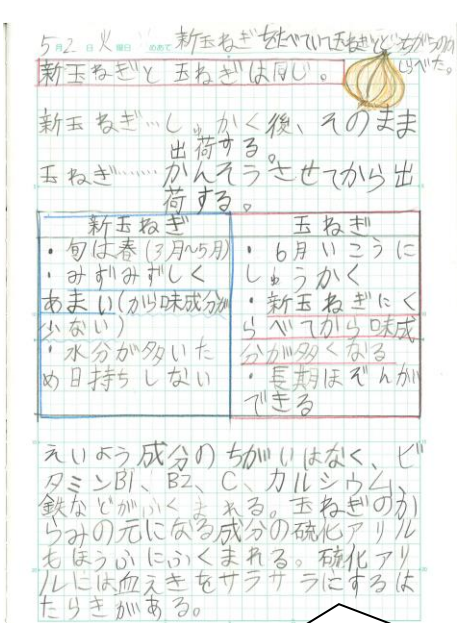 5月2日火曜日 めあて 新玉ねぎをたべていて玉ねぎとどうちがうのか
しらべた。
新玉ねぎと玉ねぎは同じ。
新玉ねぎ…しゅうかく後、そのまま
出荷する。
玉ねぎ……かんそうさせてから出
荷する。
新玉ねぎ
・旬は春(3月~5月)
・みずみずしく
あまい(から味成分が
少ない)
・水分が多いた
め日持ちしない
玉ねぎ
・6月いこうに
しゅうかく
・新玉ねぎにく
らべてから味成
分が多くなる
・長期ほぞんが
できる
えいよう成分のちがいはなく、ビ
タミンB1、B2、C、カルシウム、
鉄などがふくまれる。玉ねぎのか
らみの元になる成分の硫化アリル
もほうふにふくまれる。硫化アリ
ルには血えきをサラサラにするは
たらきがある。